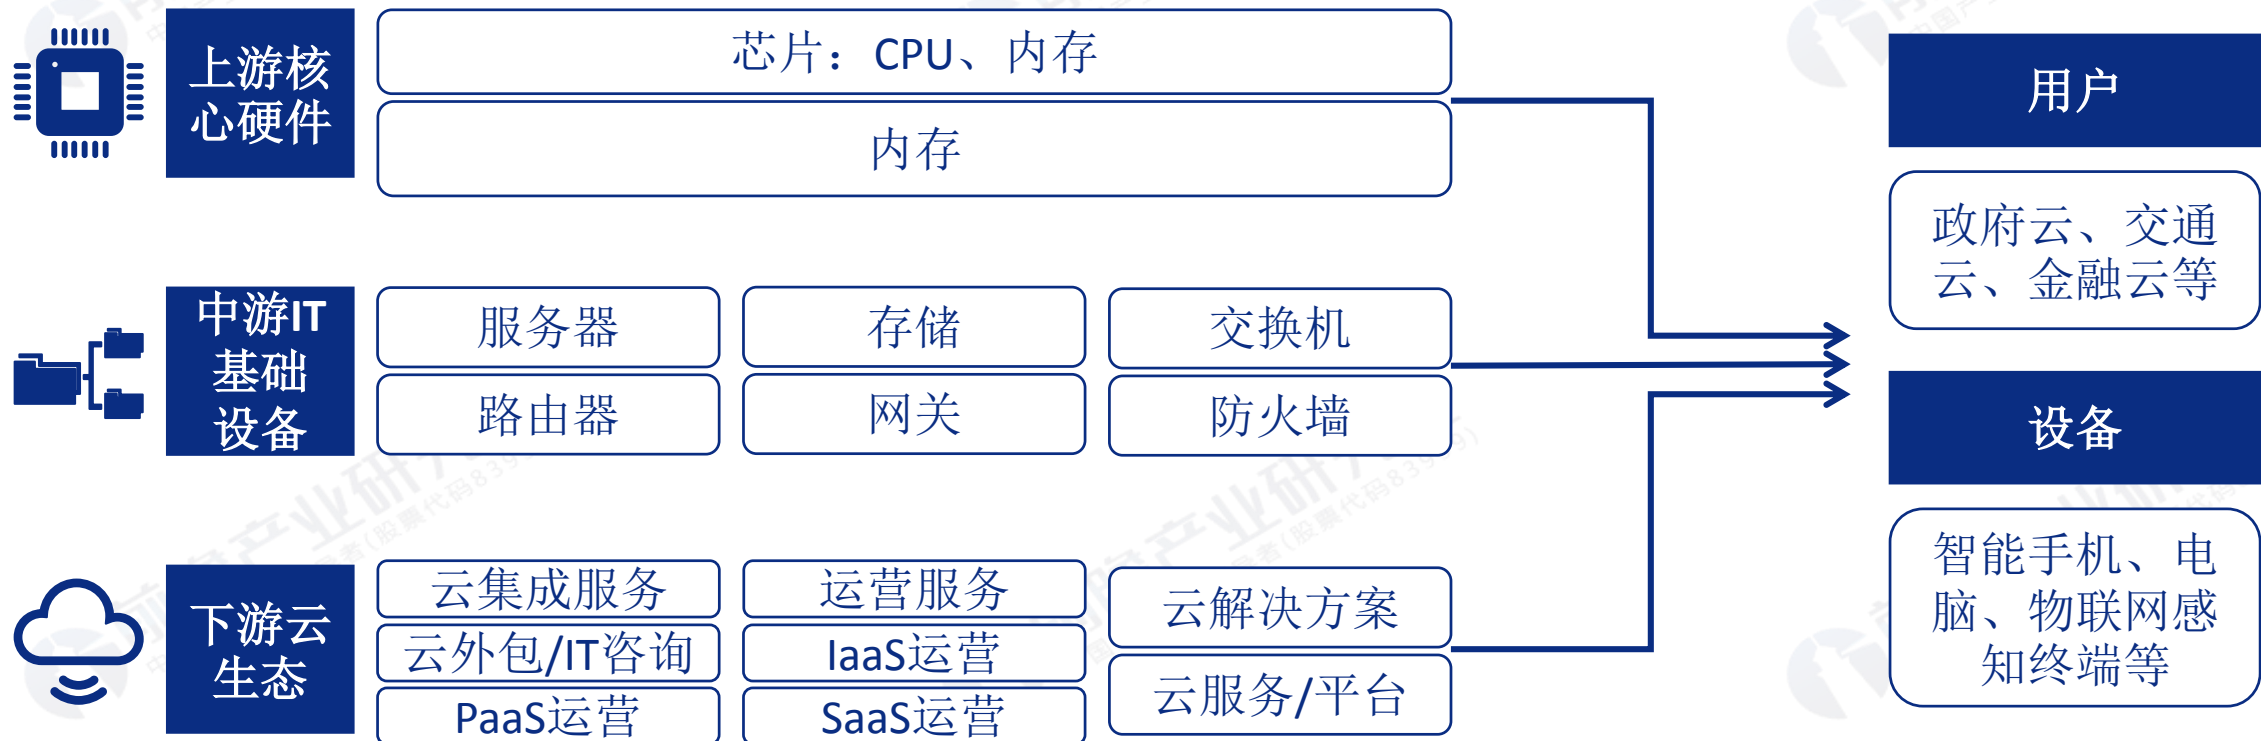 上游核
心硬件
芯片：CPU、内存
内存
中游IT
基础
设备
服务器
存储
交换机
路由器
网关
防火墙
下游云
生态
云集成服务
运营服务
云解决方案
云外包/IT咨询
IaaS运营
云服务/平台
PaaS运营
SaaS运营
用户
政府云、交通
云、金融云等
设备
智能手机、电
脑、物联网感
知终端等